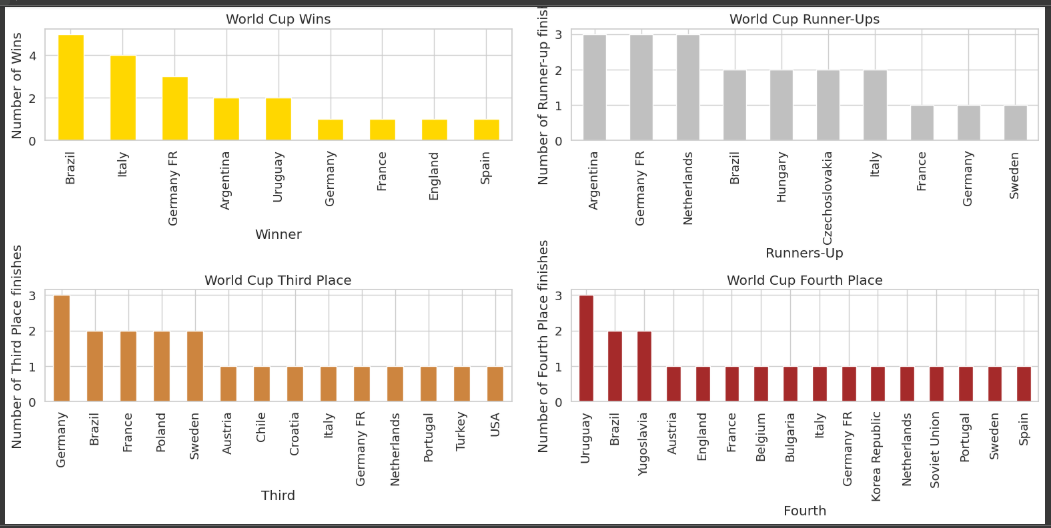 World Cup Wins
Number of Wins
4
2
0
Brazil
Italy
Germany FR
Argentina
Uruguay
Germany
France
England
Spain
Winner
World Cup Runner-Ups
Number of Runner-up finis
3
2
1
0
Argentina
Germany FR
Netherlands
Brazil
Hungary
Czechoslovakia
Italy
France
Germany
Sweden
Runners-Up
World Cup Third Place
Number of Third Place finishes
3
2
1
0
Germany
Brazil
France
Poland
Sweden
Austria
Chile
Croatia
Italy
Germany FR
Netherlands
Portugal
Turkey
USA
Third
World Cup Fourth Place
Number of Fourth Place finishes
3
2
1
0
Uruguay
Brazil
Yugoslavia
Austria
England
France
Belgium
Bulgaria
Italy
Germany FR
Korea Republic
Netherlands
Soviet Union
Portugal
Sweden
Spain
Fourth